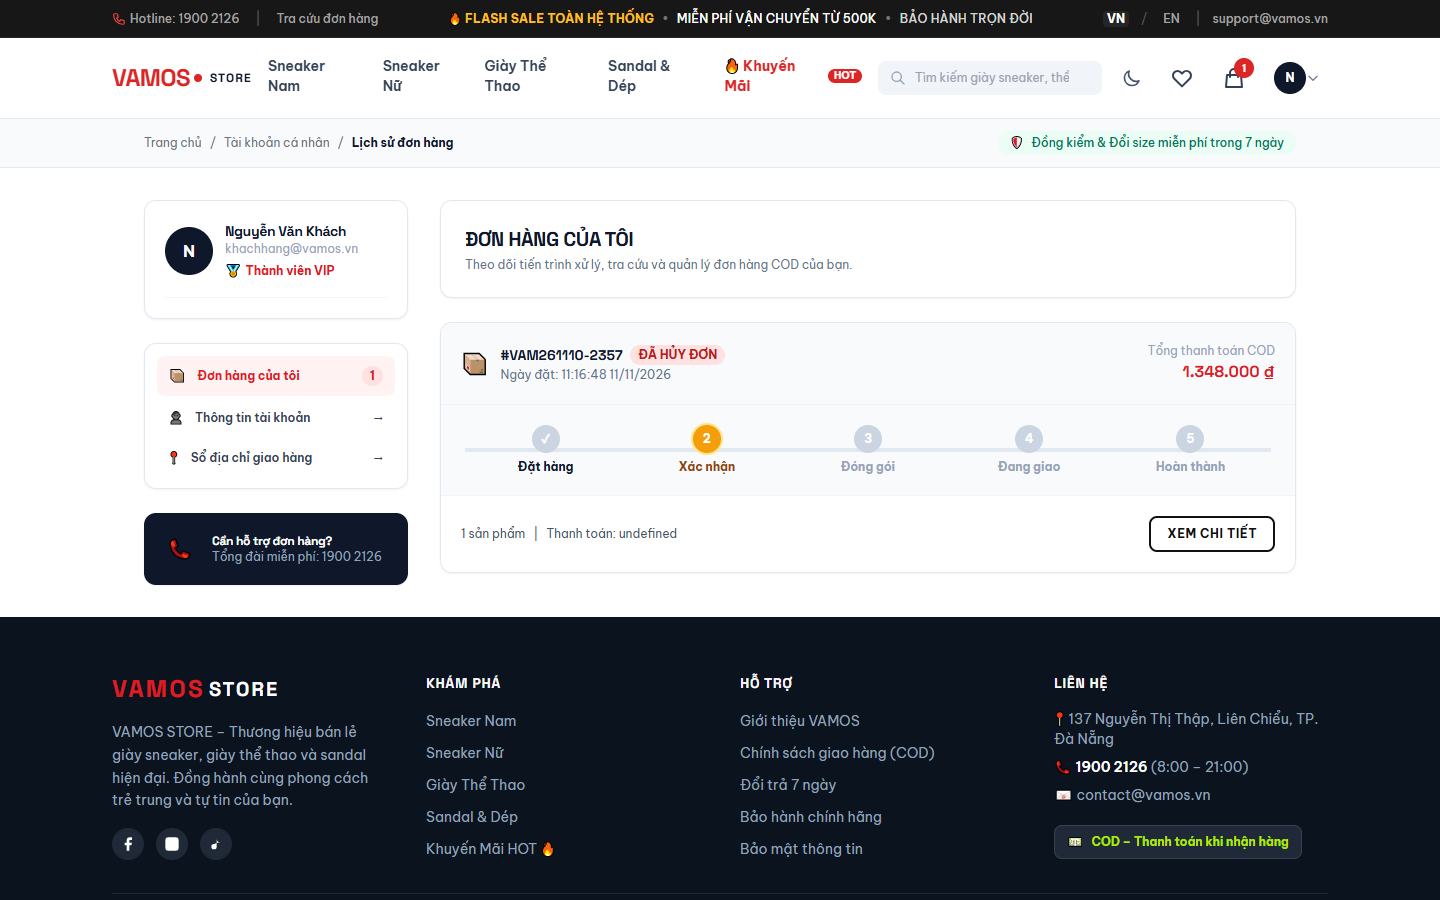 Hotline: 1900 2126 | Tra cứu đơn hàng
🔥 FLASH SALE TOÀN HỆ THỐNG • MIỄN PHÍ VẬN CHUYỂN TỪ 500K • BẢO HÀNH TRỌN ĐỜI
VN / EN | support@vamos.vn
VAMOS STORE
Sneaker Nam
Sneaker Nữ
Giày Thể Thao
Sandal & Dép
🔥 Khuyến Mãi HOT
Tìm kiếm giày sneaker, thể
1
N
Trang chủ / Tài khoản cá nhân / Lịch sử đơn hàng
Đồng kiểm & Đổi size miễn phí trong 7 ngày
N
Nguyễn Văn Khách
khachhang@vamos.vn
🏅 Thành viên VIP
Đơn hàng của tôi 1
Thông tin tài khoản →
Sổ địa chỉ giao hàng →
Cần hỗ trợ đơn hàng?
Tổng đài miễn phí: 1900 2126
ĐƠN HÀNG CỦA TÔI
Theo dõi tiến trình xử lý, tra cứu và quản lý đơn hàng COD của bạn.
#VAM261110-2357 ĐÃ HỦY ĐƠN
Ngày đặt: 11:16:48 11/11/2026
Tổng thanh toán COD
1.348.000 ₫
✓ 2 3 4 5
Đặt hàng Xác nhận Đóng gói Đang giao Hoàn thành
1 sản phẩm | Thanh toán: undefined
XEM CHI TIẾT
VAMOS STORE
VAMOS STORE – Thương hiệu bán lẻ
giày sneaker, giày thể thao và sandal
hiện đại. Đồng hành cùng phong cách
trẻ trung và tự tin của bạn.
KHÁM PHÁ
Sneaker Nam
Sneaker Nữ
Giày Thể Thao
Sandal & Dép
Khuyến Mãi HOT 🔥
HỖ TRỢ
Giới thiệu VAMOS
Chính sách giao hàng (COD)
Đổi trả 7 ngày
Bảo hành chính hãng
Bảo mật thông tin
LIÊN HỆ
📍 137 Nguyễn Thị Thập, Liên Chiểu, TP.
Đà Nẵng
📞 1900 2126 (8:00 – 21:00)
contact@vamos.vn
COD – Thanh toán khi nhận hàng